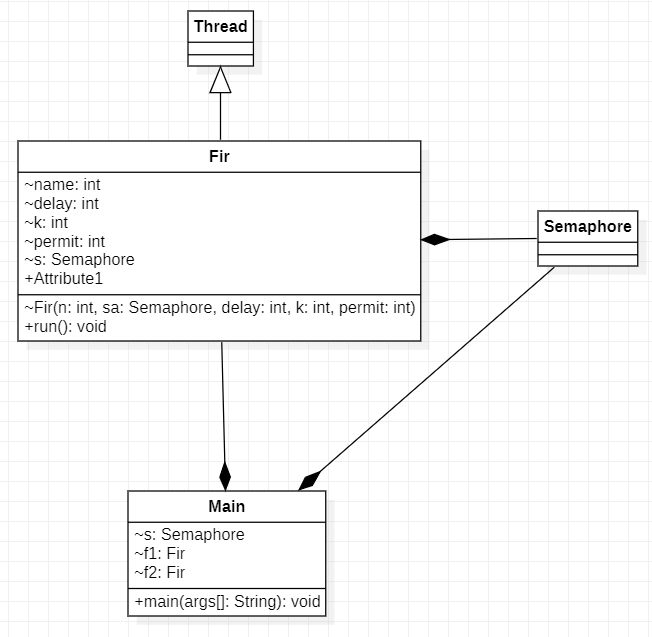 Thread
Fir
~name: int
~delay: int
~k: int
~permit: int
~s: Semaphore
+Attribute1
~Fir(n: int, sa: Semaphore, delay: int, k: int, permit: int)
+run(): void
Semaphore
Main
~s: Semaphore
~f1: Fir
~f2: Fir
+main(args[]: String): void